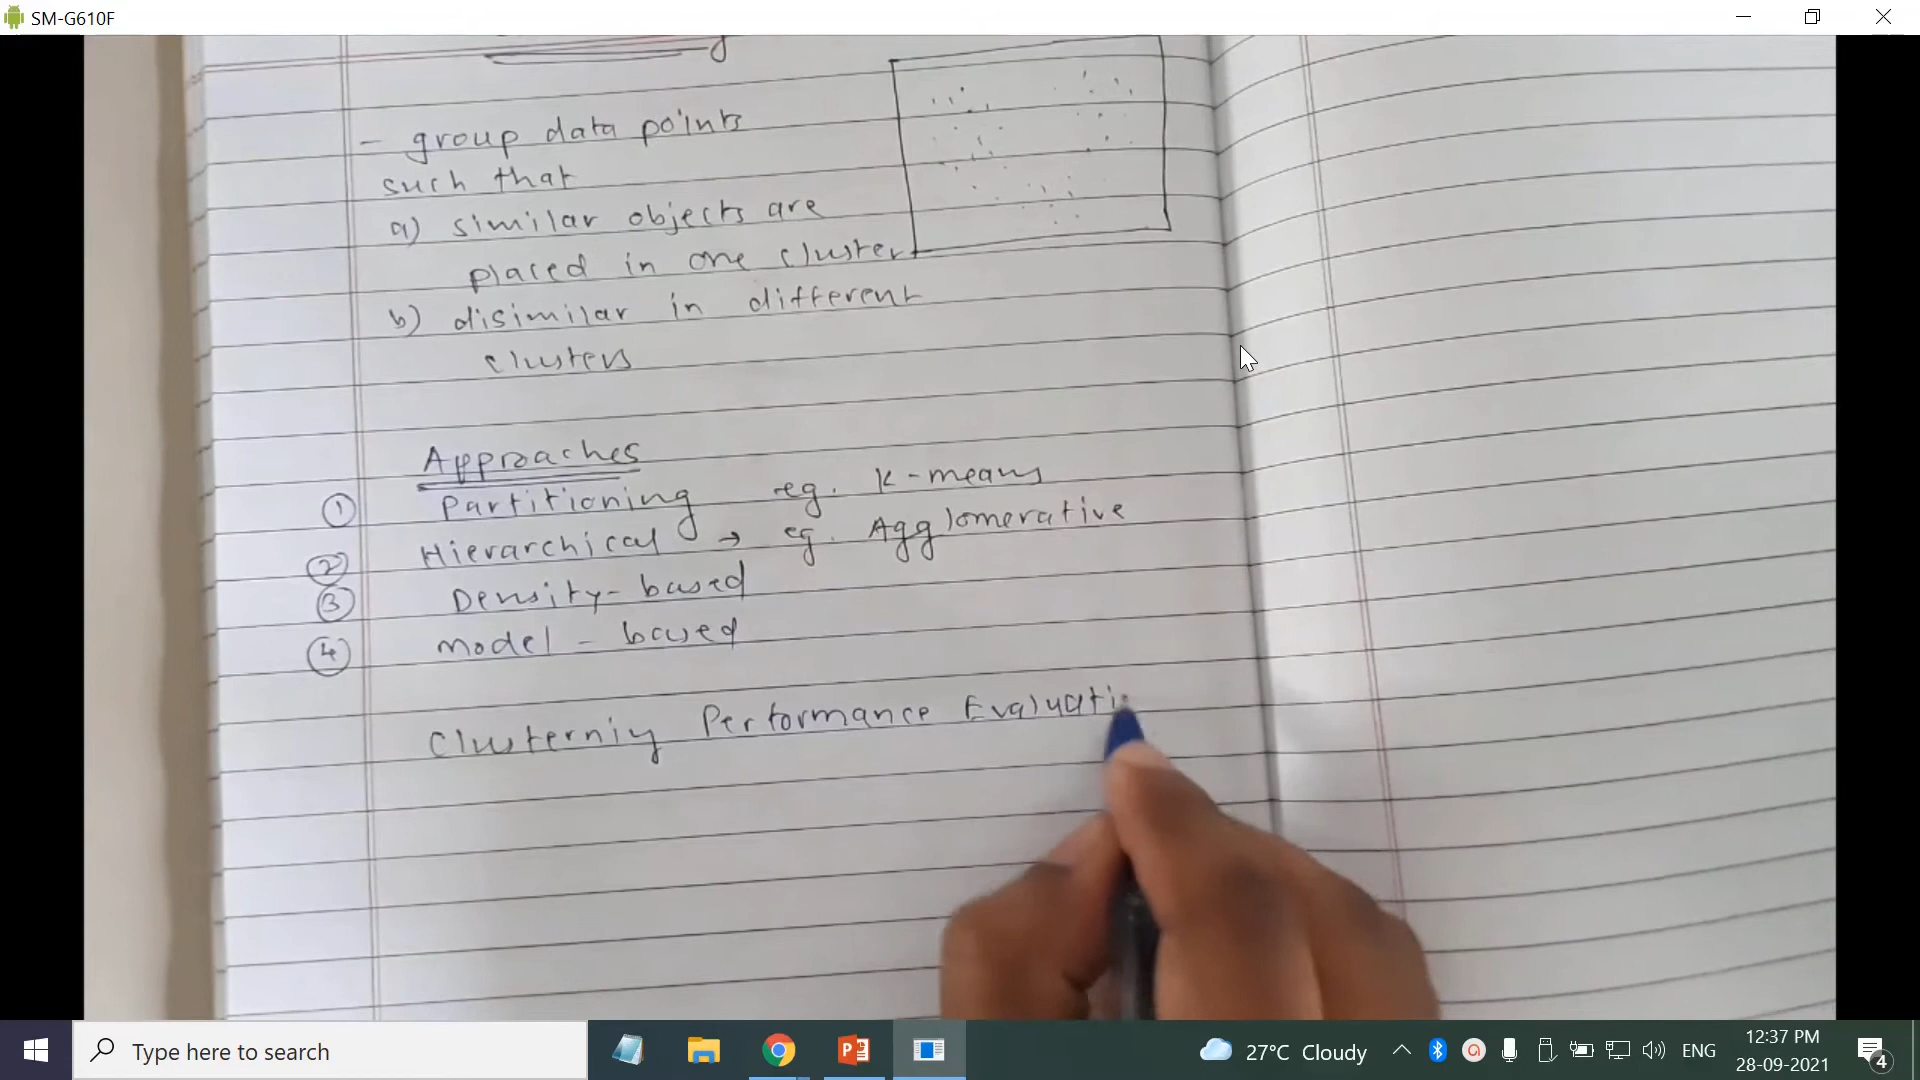 SM-G610F
- group data points
such that
a) similar objects are
placed in one cluster
b) disimilar in different
clusters
Approaches
① Partitioning eg. K-means
② Hierarchical → eg. Agglomerative
③ Density-based
④ Model-based
Clusterniy Performance Evaluati
Type here to search
27°C Cloudy
ENG
12:37 PM
28-09-2021
4